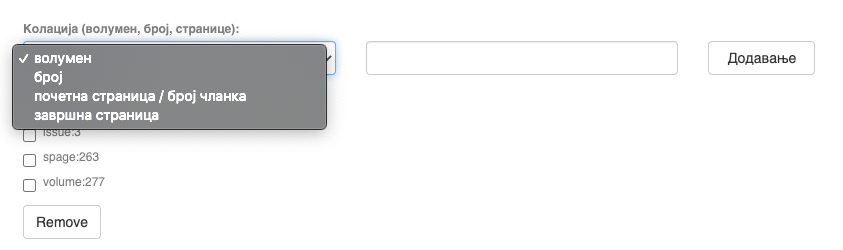 Колација (волумен, број, странице):
✓ волумен
број
почетна страница / број чланка
завршна страница
Додавање
issue:3
spage:263
volume:277
Remove